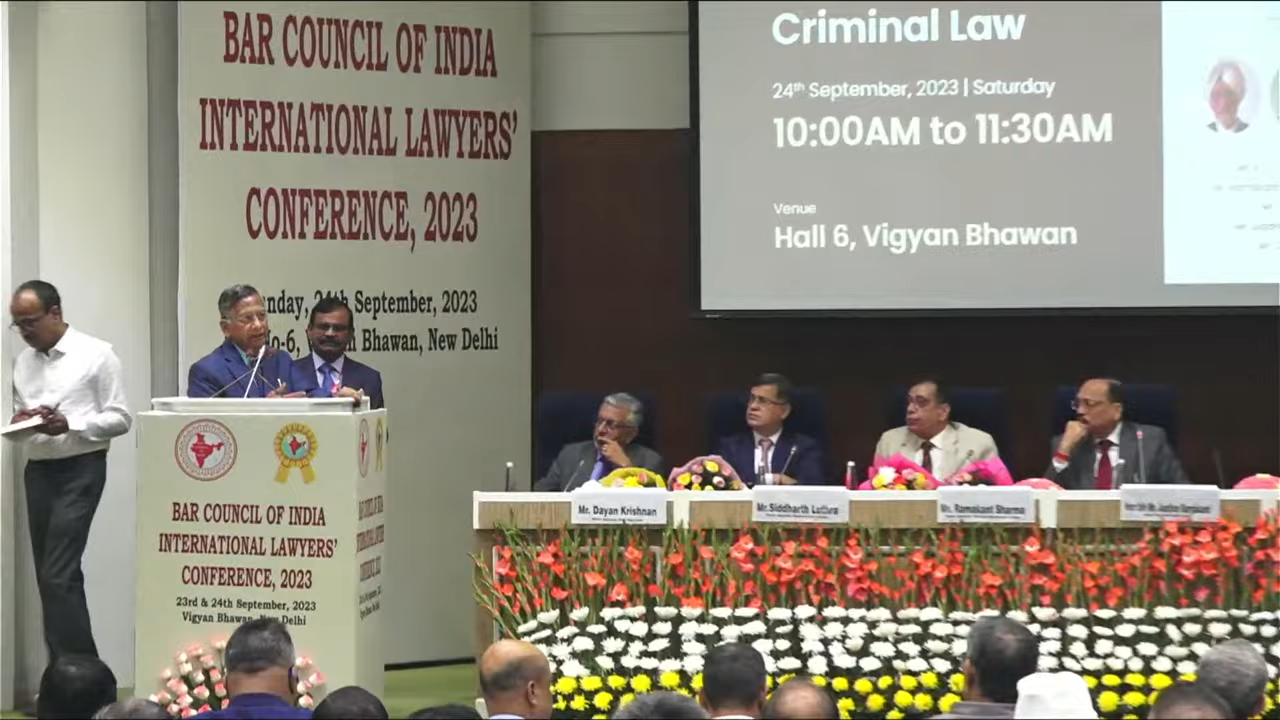 BAR COUNCIL OF INDIA
INTERNATIONAL LAWYERS'
CONFERENCE, 2023
24th September, 2023
Bhawan, New Delhi
Criminal Law
24th September, 2023 | Saturday
10:00AM to 11:30AM
Venue
Hall 6, Vigyan Bhawan
BAR COUNCIL OF INDIA
INTERNATIONAL LAWYERS'
CONFERENCE, 2023
23rd & 24th September, 2023
Vigyan Bhawan, New Delhi
Mr. Dayan Krishnan
Mr. Siddharth Luthra
Mr. Ramakant Sharma